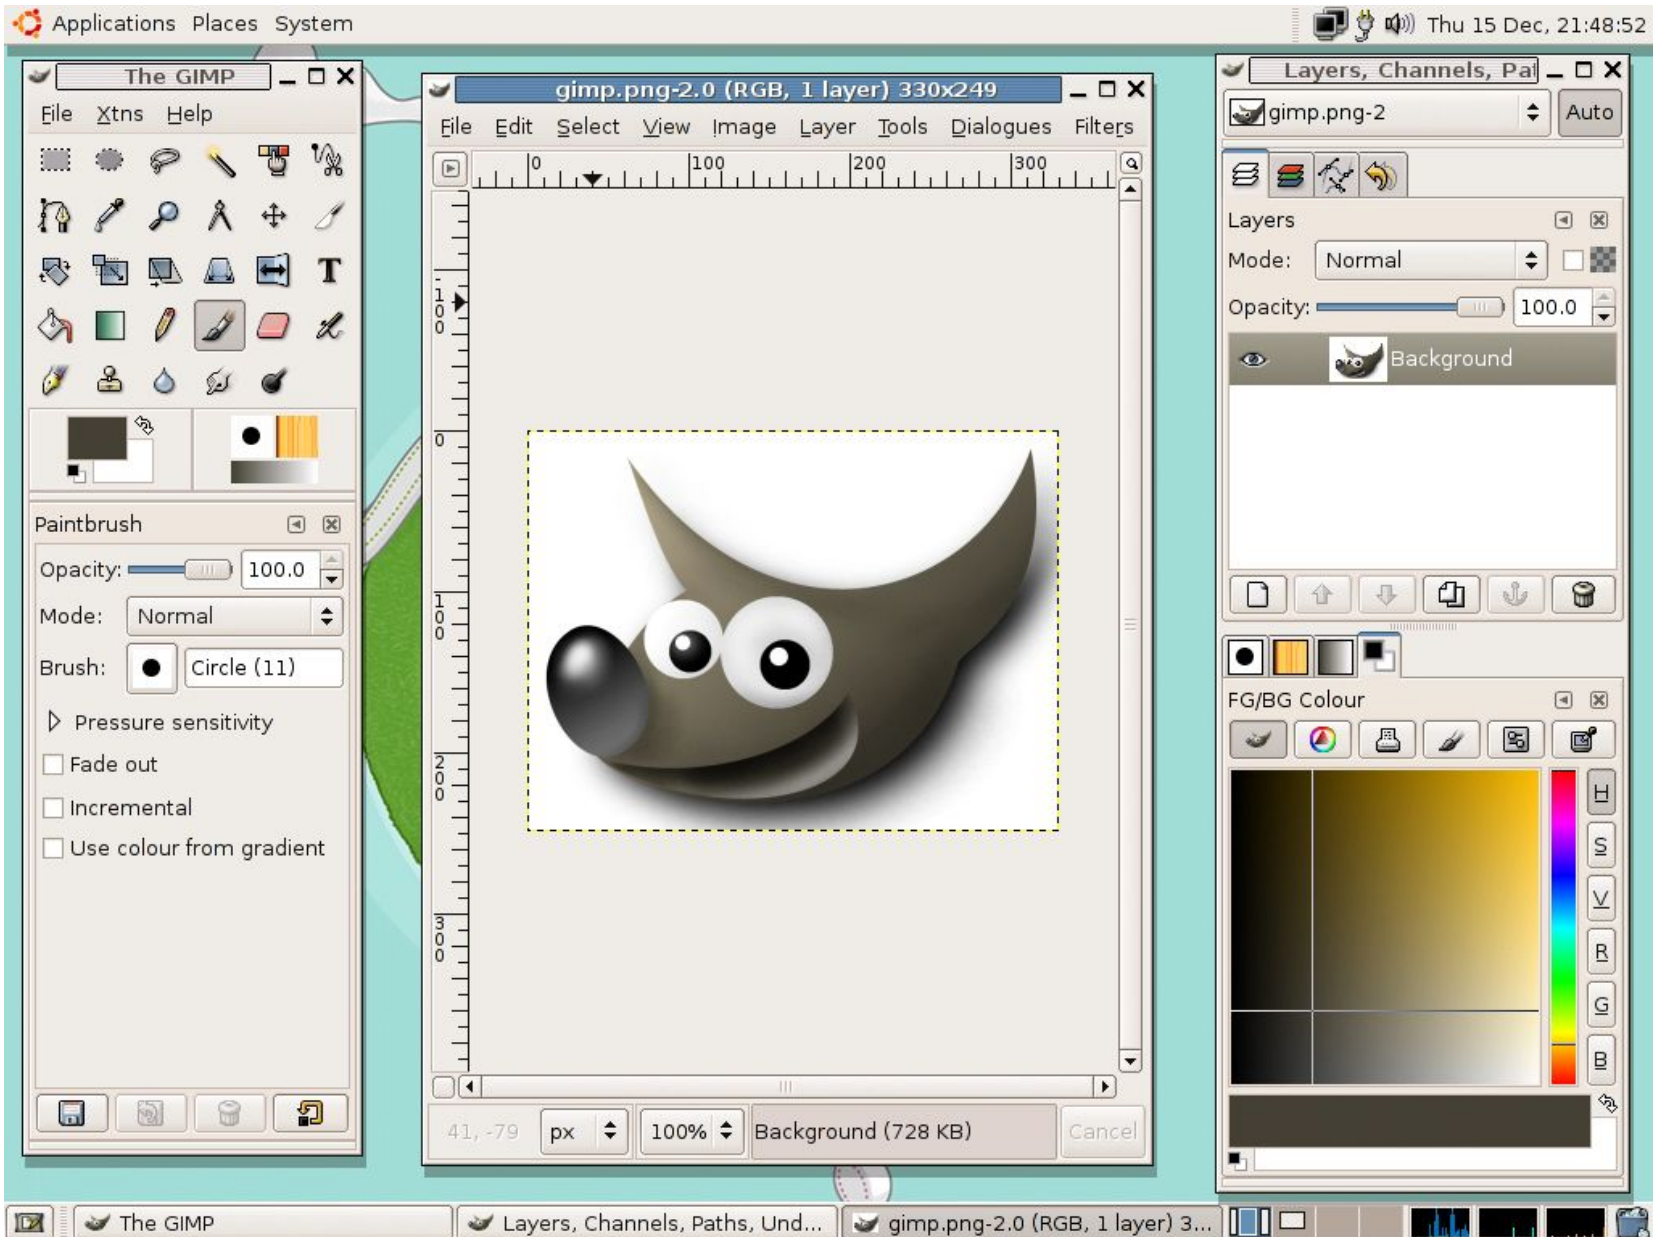 Applications Places System
Thu 15 Dec, 21:48:52
The GIMP
File Xtns Help
T
Paintbrush
Opacity: 100.0
Mode: Normal
Brush: Circle (11)
Pressure sensitivity
Fade out
Incremental
Use colour from gradient
gimp.png-2.0 (RGB, 1 layer) 330x249
File Edit Select View Image Layer Tools Dialogues Filters
0 100 200 300
-100
0
100
200
300
41, -79 px 100% Background (728 KB) Cancel
Layers, Channels, Pa
gimp.png-2 Auto
Layers
Mode: Normal
Opacity: 100.0
Background
FG/BG Colour
H
S
V
R
G
B
The GIMP
Layers, Channels, Paths, Und...
gimp.png-2.0 (RGB, 1 layer) 3...